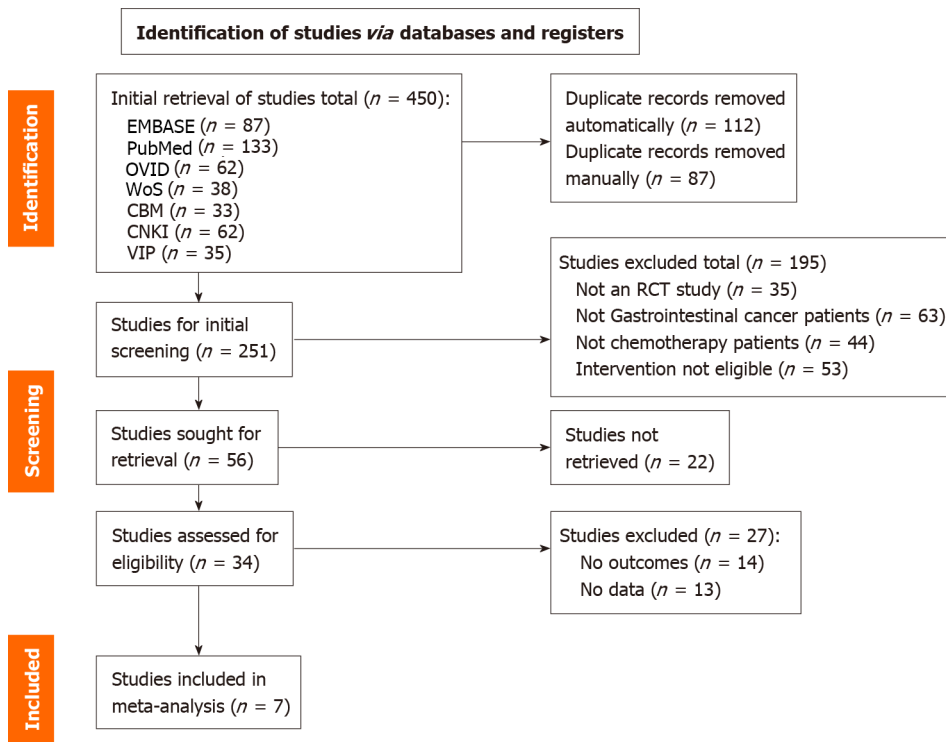 Identification of studies via databases and registers
Identification
Initial retrieval of studies total (n = 450):
EMBASE (n = 87)
PubMed (n = 133)
OVID (n = 62)
WoS (n = 38)
CBM (n = 33)
CNKI (n = 62)
VIP (n = 35)
Duplicate records removed
automatically (n = 112)
Duplicate records removed
manually (n = 87)
Studies for initial
screening (n = 251)
Studies excluded total (n = 195)
Not an RCT study (n = 35)
Not Gastrointestinal cancer patients (n = 63)
Not chemotherapy patients (n = 44)
Intervention not eligible (n = 53)
Screening
Studies sought for
retrieval (n = 56)
Studies not
retrieved (n = 22)
Studies assessed for
eligibility (n = 34)
Studies excluded (n = 27):
No outcomes (n = 14)
No data (n = 13)
Included
Studies included in
meta-analysis (n = 7)